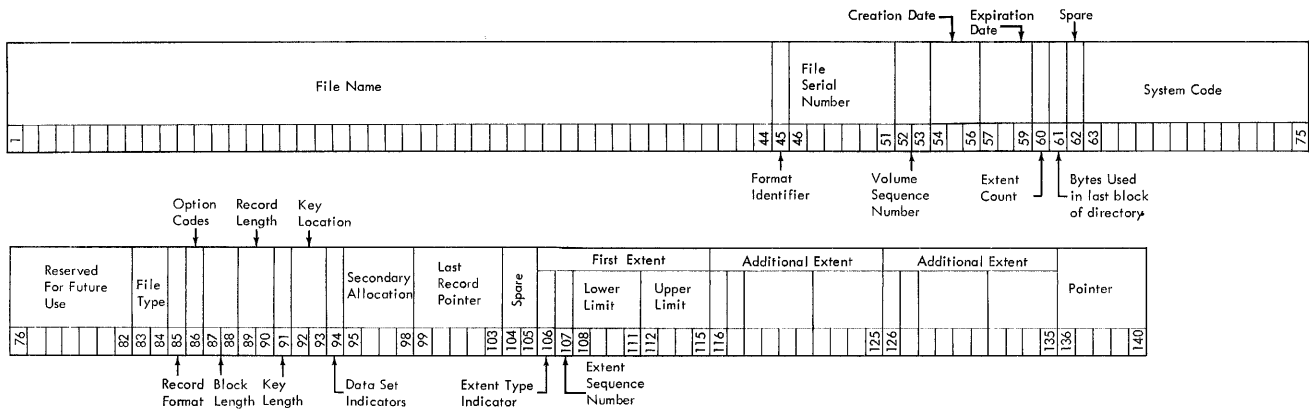 Creation Date
Expiration
Date
Spare
File Name
File
Serial
Number
System Code
1
44
45
46
51
52
53
54
56
57
59
60
61
62
63
75
Format
Identifier
Volume
Sequence
Number
Extent
Count
Bytes Used
in last block
of directory.
Option
Codes
Record
Length
Key
Location
Reserved
For Future
Use
File
Type
Secondary
Allocation
Last
Record
Pointer
Spare
First Extent
Lower
Limit
Upper
Limit
Additional Extent
Additional Extent
Pointer
76
82
83
84
85
86
87
88
89
90
91
92
93
94
95
98
99
103
104
105
106
107
108
111
112
115
116
125
126
135
136
140
Record
Format
Block
Length
Key
Length
Data Set
Indicators
Extent Type
Indicator
Extent
Sequence
Number